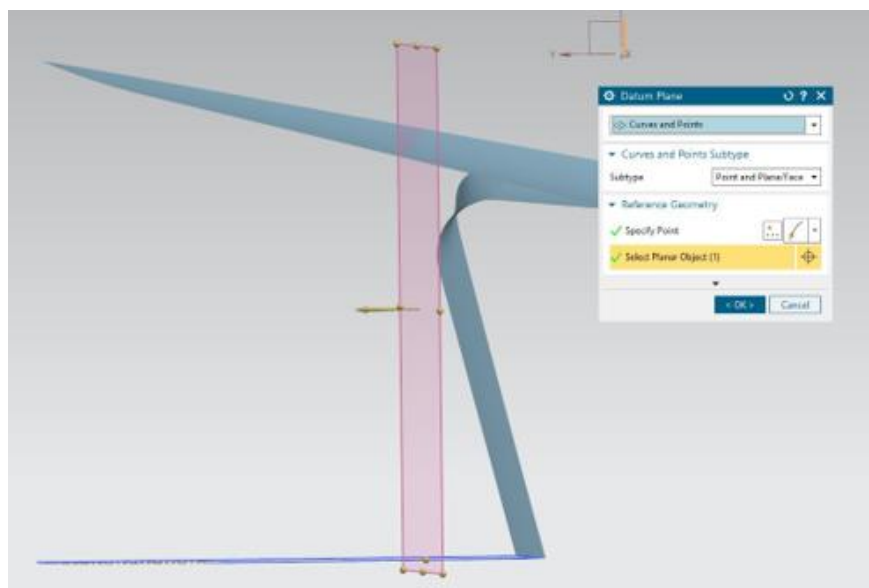 Y
Datum Plane
Curves and Points
Curves and Points Subtype
Subtype Point and Plane/Face
Reference Geometry
Specify Point
Select Planar Object (1)
< OK > Cancel